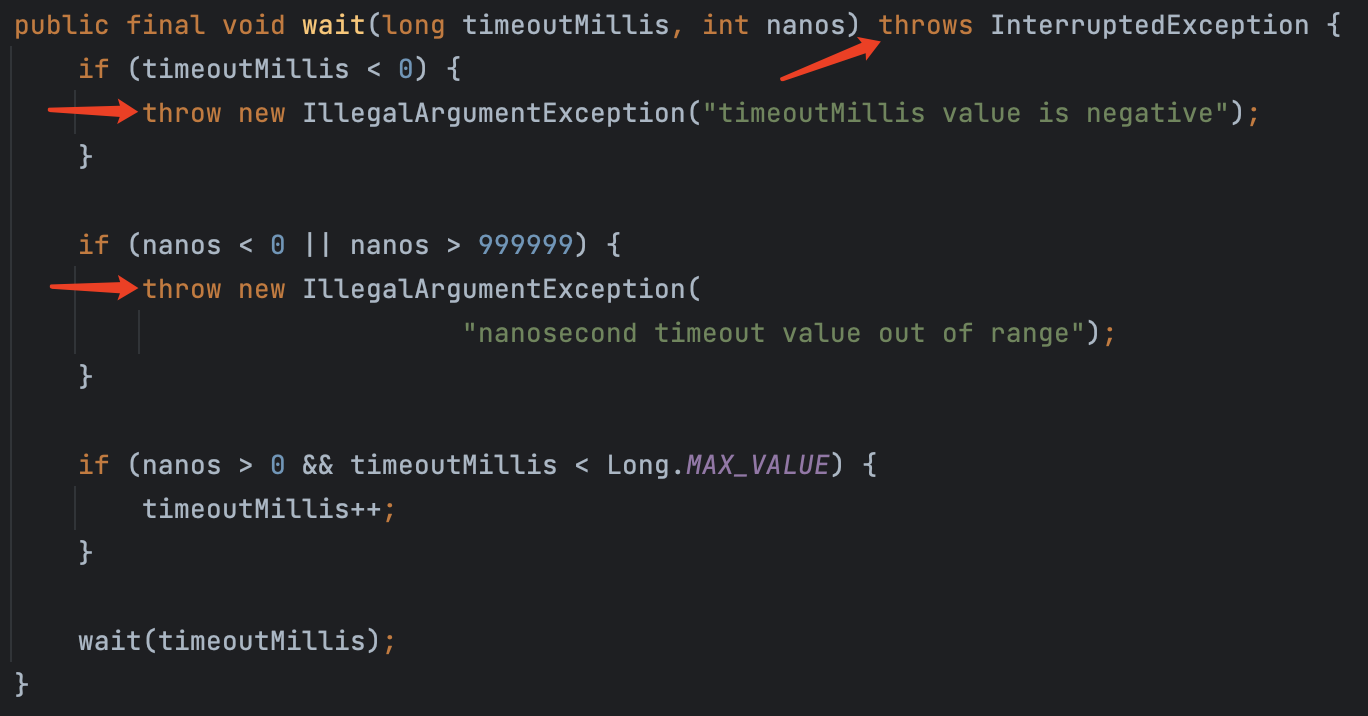 public final void wait(long timeoutMillis, int nanos) throws InterruptedException {
if (timeoutMillis < 0) {
throw new IllegalArgumentException("timeoutMillis value is negative");
}
if (nanos < 0 || nanos > 999999) {
throw new IllegalArgumentException(
"nanosecond timeout value out of range");
}
if (nanos > 0 && timeoutMillis < Long.MAX_VALUE) {
timeoutMillis++;
}
wait(timeoutMillis);
}